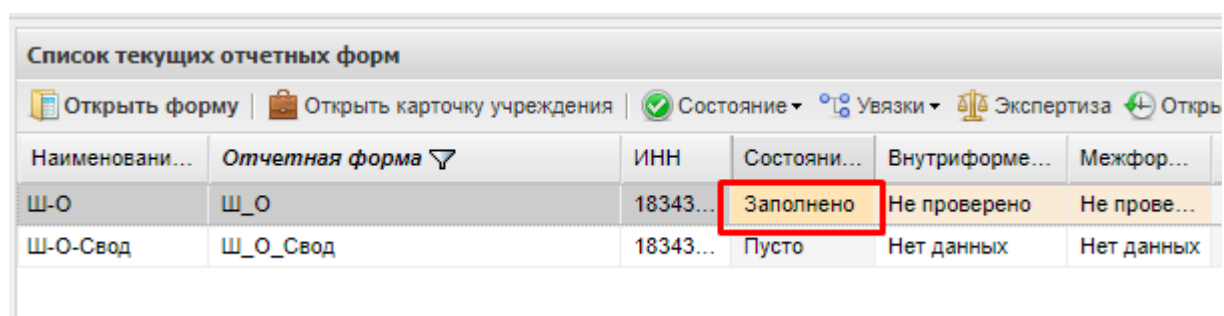 Список текущих отчетных форм
Открыть форму Открыть карточку учреждения Состояние Увязки Экспертиза Откры
Наименовани... Отчетная форма ИНН Состояни... Внутриформе... Межфор...
Ш-О Ш_О 18343... Заполнено Не проверено Не прове...
Ш-О-Свод Ш_О_Свод 18343... Пусто Нет данных Нет данных